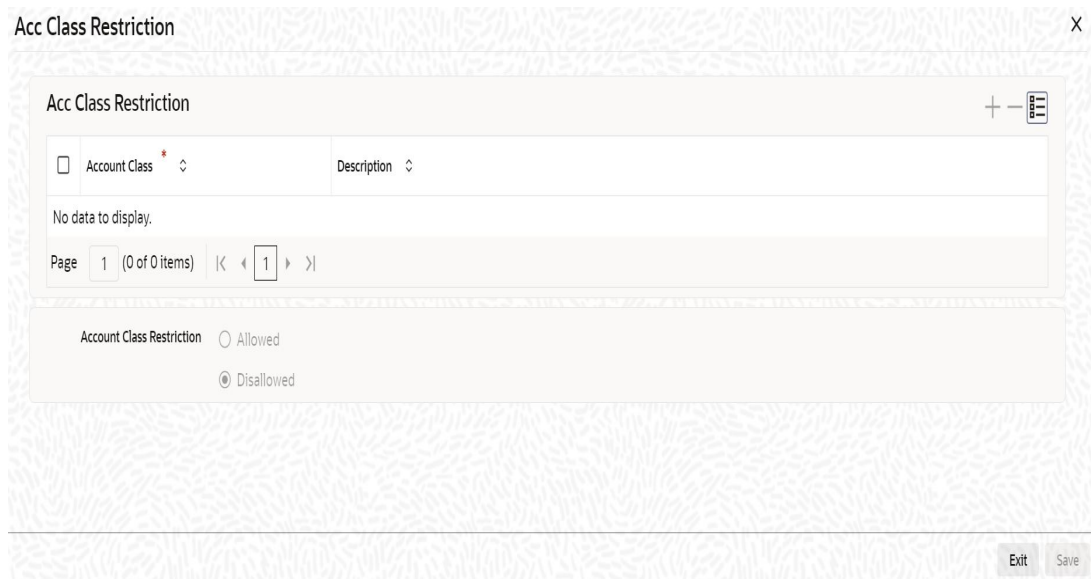 Acc Class Restriction X
Acc Class Restriction
Account Class * Description
No data to display.
Page 1 (0 of 0 items) 1
Account Class Restriction Allowed
Disallowed
Exit Save